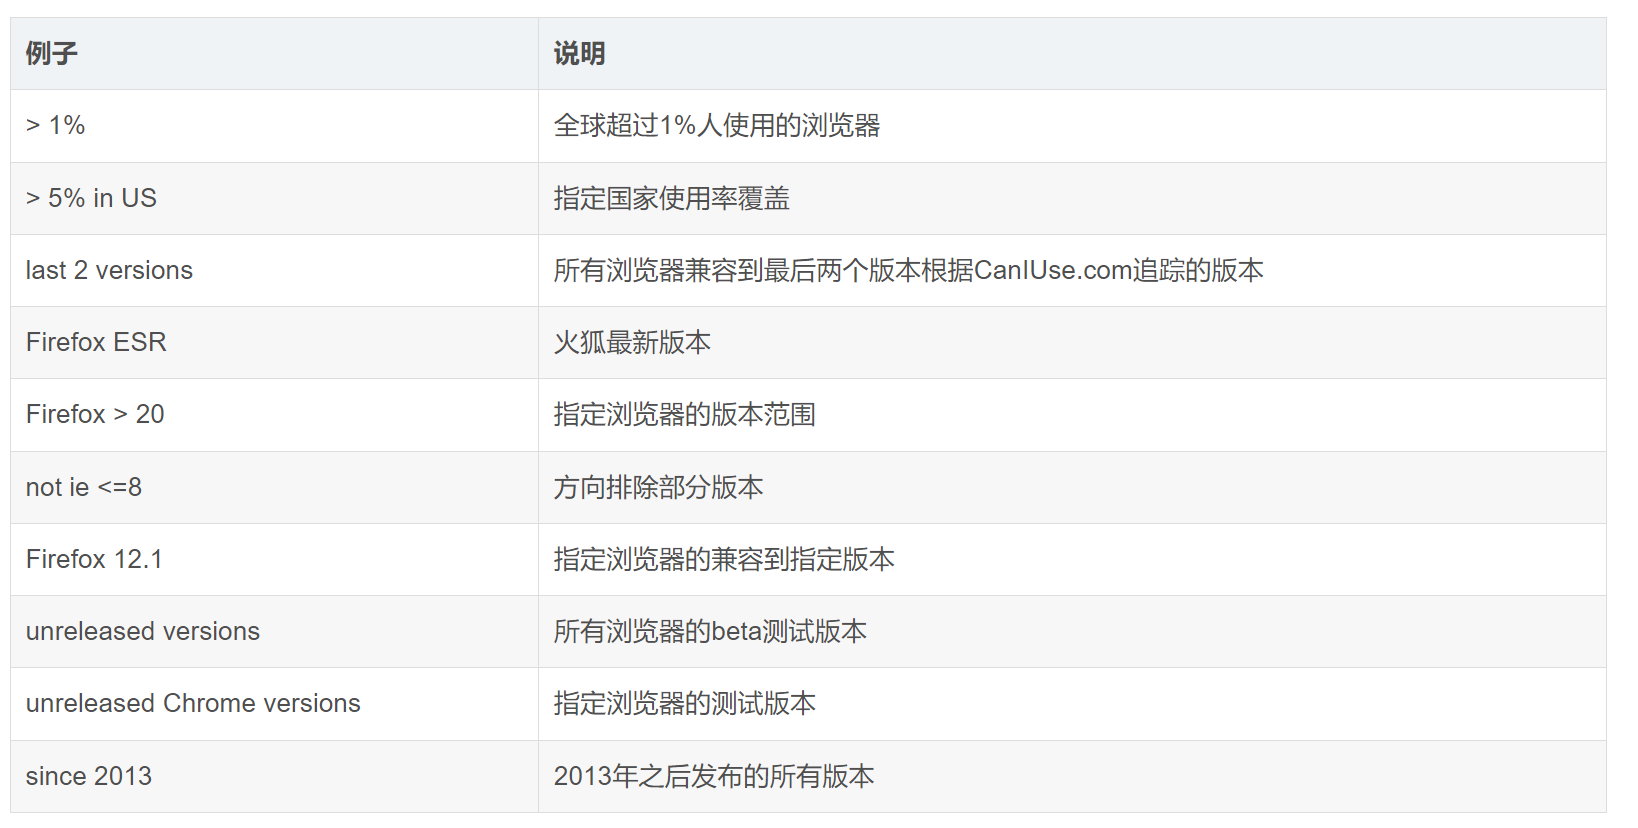 例子 说明
> 1% 全球超过1%人使用的浏览器
> 5% in US 指定国家使用率覆盖
last 2 versions 所有浏览器兼容到最后两个版本根据CanIUse.com追踪的版本
Firefox ESR 火狐最新版本
Firefox > 20 指定浏览器的版本范围
not ie <=8 方向排除部分版本
Firefox 12.1 指定浏览器的兼容到指定版本
unreleased versions 所有浏览器的beta测试版本
unreleased Chrome versions 指定浏览器的测试版本
since 2013 2013年之后发布的所有版本